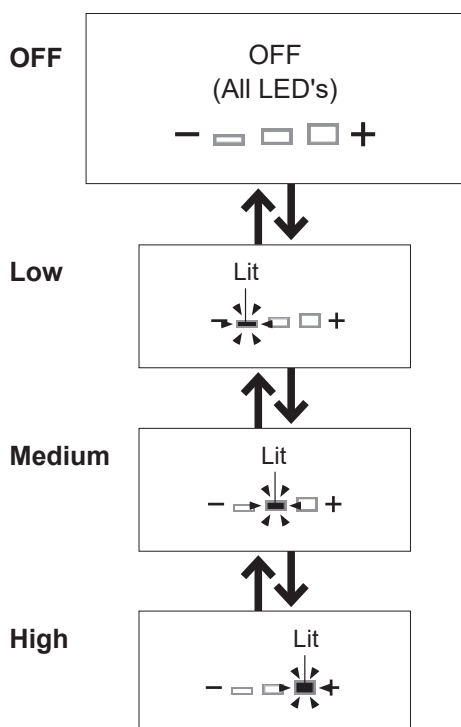 OFF
OFF
(All LED's)
− +
Low
Lit
− +
Medium
Lit
− +
High
Lit
− +